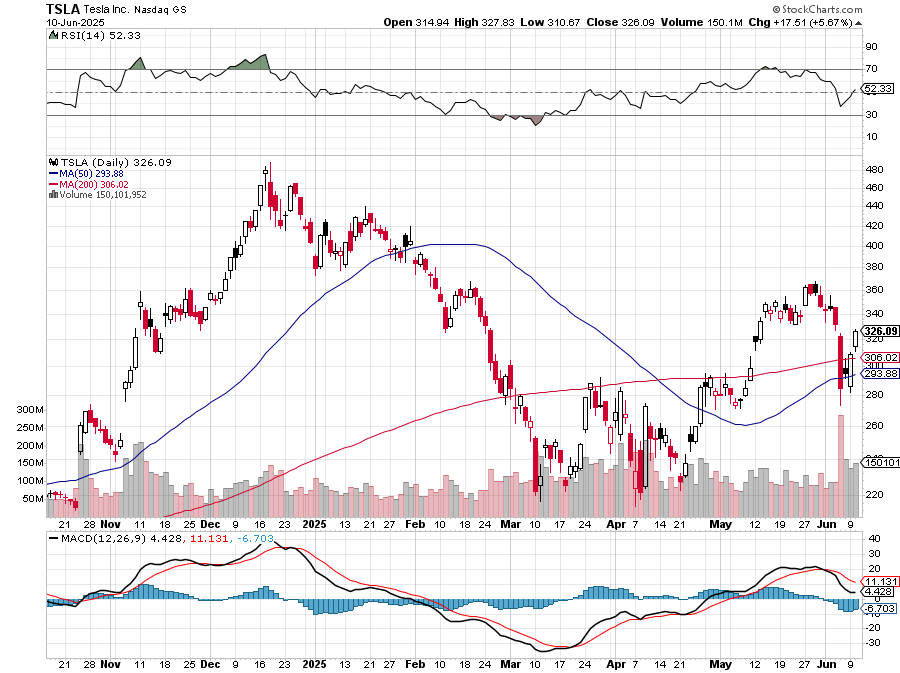 TSLA Tesla Inc. Nasdaq GS
© StockCharts.com
10-Jun-2025
Open 314.94 High 327.83 Low 310.67 Close 326.09 Volume 150.1M Chg +17.51 (+5.67%)
RSI(14) 52.33
90
70
52.33
30
10
TSLA (Daily) 326.09
MA(50) 293.88
MA(200) 306.02
Volume 150,101,952
480
460
440
420
400
380
360
340
326.09
320
306.02
300
293.88
280
260
220
300M
250M
200M
150M
100M
50M
150101
21 28 Nov 11 18 25 Dec 9 16 23 2025 13 21 27 Feb 10 18 24 Mar 10 17 24 Apr 7 14 21 May 12 19 27 Jun 9
MACD(12,26,9) 4.428, 11.131, -6.703
40
30
20
11.131
4.428
0
-6.703
-10
-20
-30
21 28 Nov 11 18 25 Dec 9 16 23 2025 13 21 27 Feb 10 18 24 Mar 10 17 24 Apr 7 14 21 May 12 19 27 Jun 9